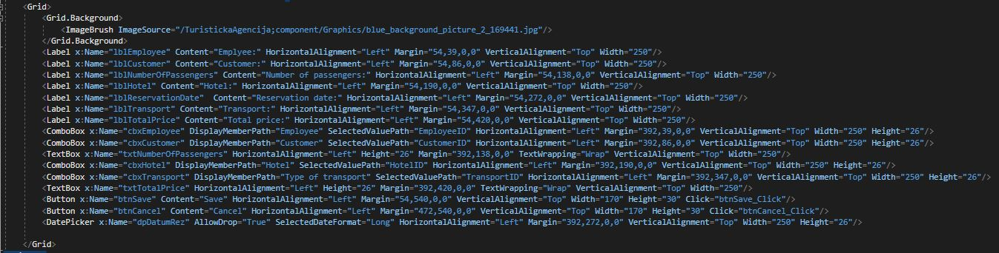 <Grid>
<Grid.Background>
<ImageBrush ImageSource="/TuristickaAgencija;component/Graphics/blue_background_picture_2_169441.jpg"/>
</Grid.Background>
<Label x:Name="lblEmployee" Content="Emplyee:" HorizontalAlignment="Left" Margin="54,39,0,0" VerticalAlignment="Top" Width="250"/>
<Label x:Name="lblCustomer" Content="Customer:" HorizontalAlignment="Left" Margin="54,86,0,0" VerticalAlignment="Top" Width="250"/>
<Label x:Name="lblNumberOfPassengers" Content="Number of passengers:" HorizontalAlignment="Left" Margin="54,138,0,0" VerticalAlignment="Top" Width="250"/>
<Label x:Name="lblHotel" Content="Hotel:" HorizontalAlignment="Left" Margin="54,190,0,0" VerticalAlignment="Top" Width="250"/>
<Label x:Name="lblReservationDate"  Content="Reservation date:" HorizontalAlignment="Left" Margin="54,272,0,0" VerticalAlignment="Top" Width="250"/>
<Label x:Name="lblTransport" Content="Transport:" HorizontalAlignment="Left" Margin="54,347,0,0" VerticalAlignment="Top" Width="250"/>
<Label x:Name="lblTotalPrice" Content="Total price:" HorizontalAlignment="Left" Margin="54,420,0,0" VerticalAlignment="Top" Width="250"/>
<ComboBox x:Name="cbxEmployee" DisplayMemberPath="Employee" SelectedValuePath="EmployeeID" HorizontalAlignment="Left" Margin="392,39,0,0" VerticalAlignment="Top" Width="250" Height="26"/>
<ComboBox x:Name="cbxCustomer" DisplayMemberPath="Customer" SelectedValuePath="CustomerID" HorizontalAlignment="Left" Margin="392,86,0,0" VerticalAlignment="Top" Width="250" Height="26"/>
<TextBox x:Name="txtNumberOfPassengers" HorizontalAlignment="Left" Height="26" Margin="392,138,0,0" TextWrapping="Wrap" VerticalAlignment="Top" Width="250"/>
<ComboBox x:Name="cbxHotel" DisplayMemberPath="Hotel" SelectedValuePath="HotelID" HorizontalAlignment="Left" Margin="392,190,0,0" VerticalAlignment="Top" Width="250" Height="26"/>
<ComboBox x:Name="cbxTransport" DisplayMemberPath="Type of transport" SelectedValuePath="TransportID" HorizontalAlignment="Left" Margin="392,347,0,0" VerticalAlignment="Top" Width="250" Height="26"/>
<TextBox x:Name="txtTotalPrice" HorizontalAlignment="Left" Height="26" Margin="392,420,0,0" TextWrapping="Wrap" VerticalAlignment="Top" Width="250"/>
<Button x:Name="btnSave" Content="Save" HorizontalAlignment="Left" Margin="54,540,0,0" VerticalAlignment="Top" Width="170" Height="30" Click="btnSave_Click"/>
<Button x:Name="btnCancel" Content="Cancel" HorizontalAlignment="Left" Margin="472,540,0,0" VerticalAlignment="Top" Width="170" Height="30" Click="btnCancel_Click"/>
<DatePicker x:Name="dpDatumRez" AllowDrop="True" SelectedDateFormat="Long" HorizontalAlignment="Left" Margin="392,272,0,0" VerticalAlignment="Top" Width="250" Height="26"/>
</Grid>